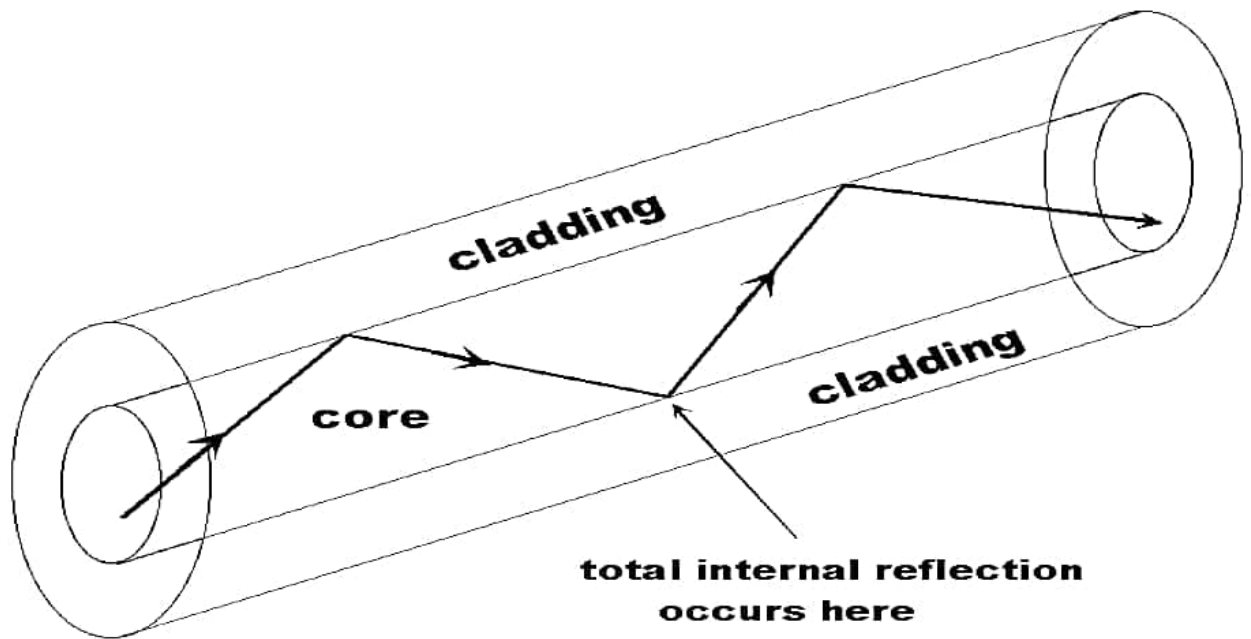 cladding
core
cladding
total internal reflection
occurs here